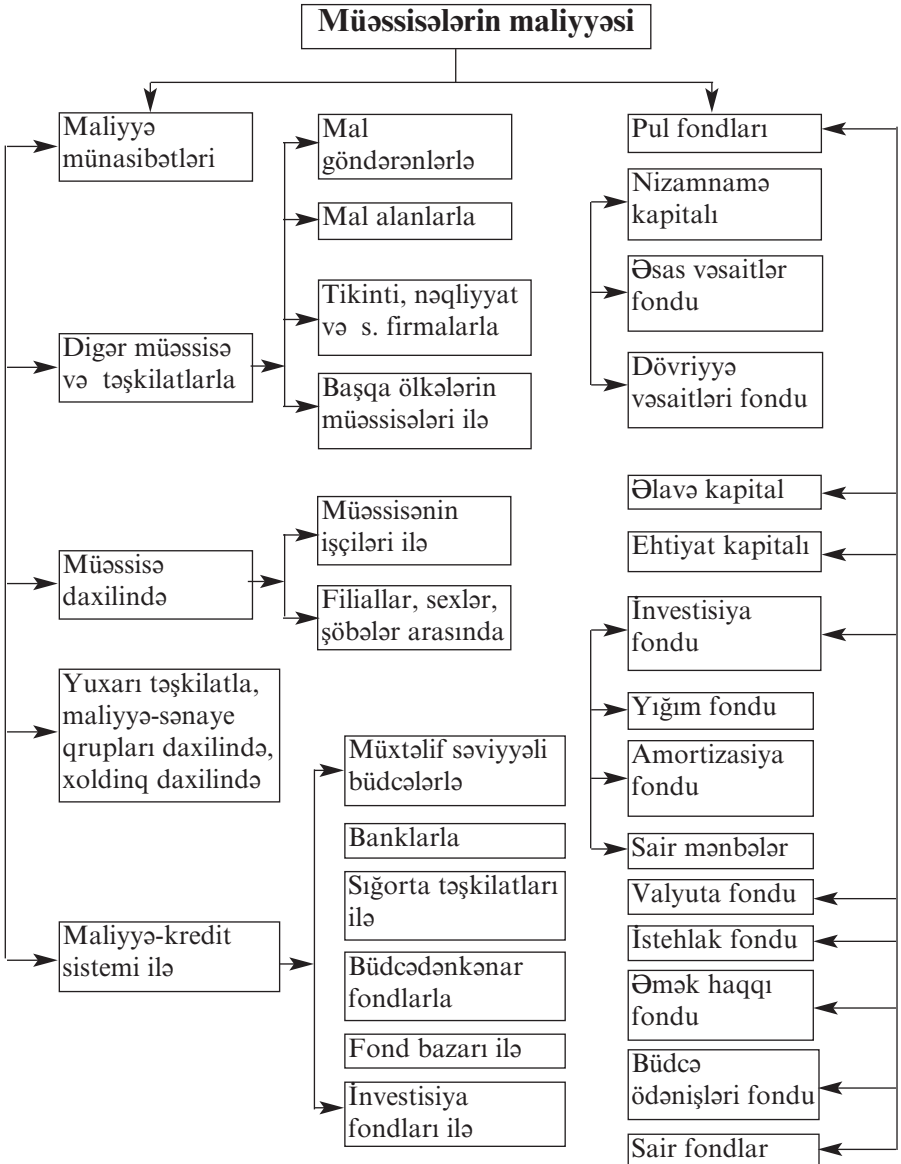 Müəssisələrin maliyyəsi
Maliyyə
münasibətləri
Digər müəssisə
və təşkilatlarla
Müəssisə
daxilində
Yuxarı təşkilatla,
maliyyə-sənaye
qrupları daxilində,
xoldinq daxilində
Maliyyə-kredit
sistemi ilə
Mal
göndərənlərlə
Mal alanlarla
Tikinti, nəqliyyat
və s. firmalarla
Başqa ölkələrin
müəssisələri ilə
Müəssisənin
işçiləri ilə
Filiallar, sexlər,
şöbələr arasında
Müxtəlif səviyyəli
büdcələrlə
Banklarla
Sığorta təşkilatları
ilə
Büdcədənkənar
fondlarla
Fond bazarı ilə
İnvestisiya
fondları ilə
Pul fondları
Nizamnamə
kapitalı
Əsas vəsaitlər
fondu
Dövriyyə
vəsaitləri fondu
Əlavə kapital
Ehtiyat kapitalı
İnvestisiya
fondu
Yığım fondu
Amortizasiya
fondu
Sair mənbələr
Valyuta fondu
İstehlak fondu
Əmək haqqı
fondu
Büdcə
ödənişləri fondu
Sair fondlar